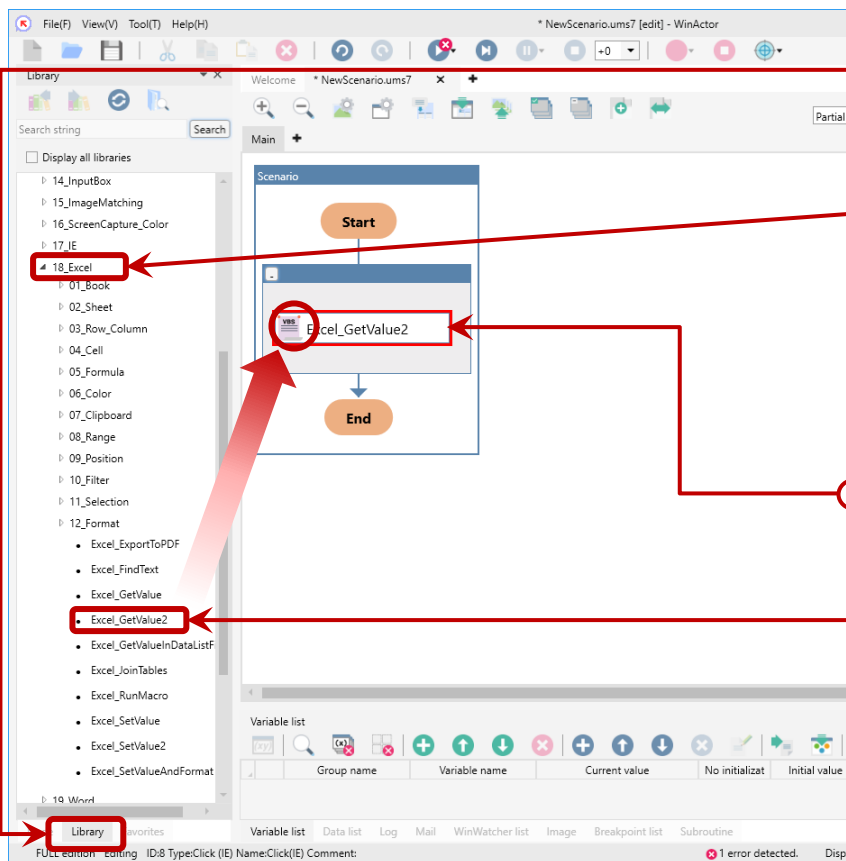 File(F) View(V) Tool(T) Help(H)
* NewScenario.ums7 [edit] - WinActor
+0
Library
Welcome * NewScenario.ums7 x +
Search string Search
Partial
Main +
Display all libraries
14_InputBox
15_ImageMatching
16_ScreenCapture_Color
17_IE
18_Excel
01_Book
02_Sheet
03_Row_Column
04_Cell
05_Formula
06_Color
07_Clipboard
08_Range
09_Position
10_Filter
11_Selection
12_Format
Excel_ExportToPDF
Excel_FindText
Excel_GetValue
Excel_GetValue2
Excel_GetValueInDataListF
Excel_JoinTables
Excel_RunMacro
Excel_SetValue
Excel_SetValue2
Excel_SetValueAndFormat
19_Word
Library Favorites
Scenario
Start
VBS
Excel_GetValue2
End
Variable list
Group name Variable name Current value No initializat Initial value
Variable list Data list Log Mail WinWatcher list Image Breakpoint list Subroutine
FULL edition Editing ID:8 Type:Click (IE) Name:Click(IE) Comment: 1 error detected. Disp